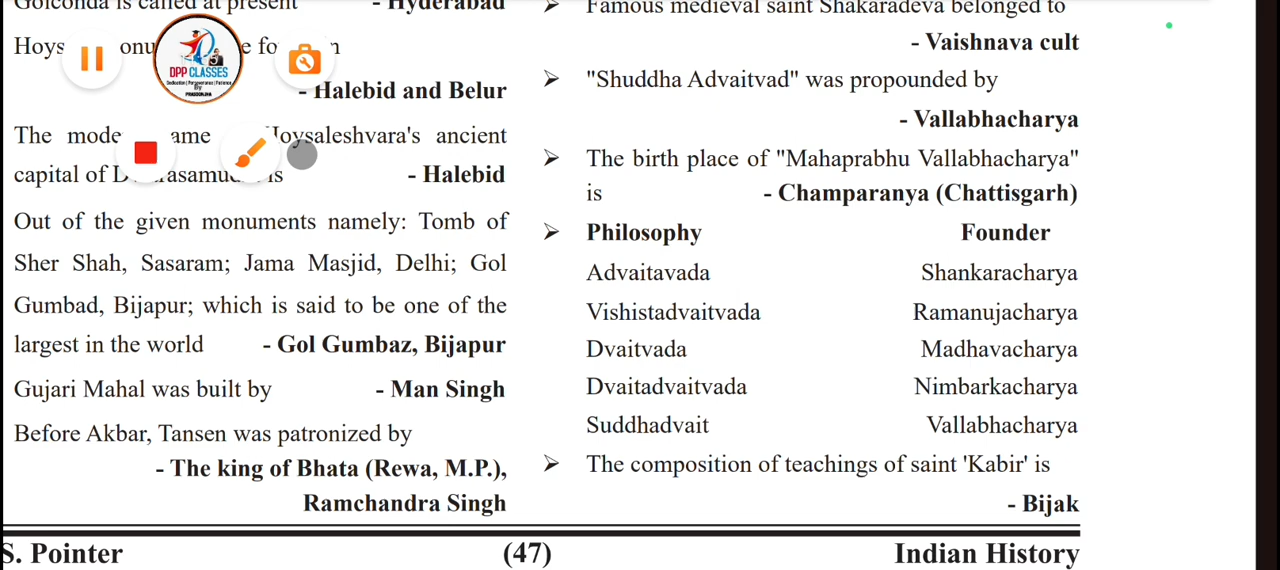 Golconda is called at present - Hyderabad
Halebid and Belur
The
Hoysaleshvara's ancient
capital of is - Halebid
Out of the given monuments namely: Tomb of
Sher Shah, Sasaram; Jama Masjid, Delhi; Gol
Gumbad, Bijapur; which is said to be one of the
largest in the world - Gol Gumbaz, Bijapur
Gujari Mahal was built by - Man Singh
Before Akbar, Tansen was patronized by
- The king of Bhata (Rewa, M.P.),
Ramchandra Singh
DPP CLASSES
By
➤ Famous medieval saint Shakaradeva belonged to
- Vaishnava cult
➤ "Shuddha Advaitvad" was propounded by
- Vallabhacharya
➤ The birth place of "Mahaprabhu Vallabhacharya"
is - Champaranya (Chattisgarh)
➤ Philosophy Founder
Advaitavada Shankaracharya
Vishistadvaitvada Ramanujacharya
Dvaitvada Madhavacharya
Dvaitadvaitvada Nimbarkacharya
Suddhadvait Vallabhacharya
➤ The composition of teachings of saint 'Kabir' is
- Bijak
S. Pointer (47) Indian History